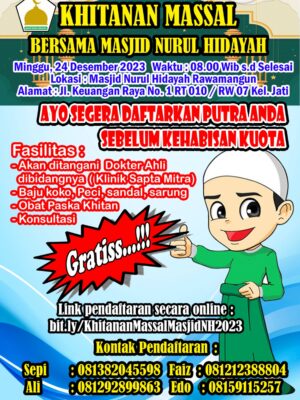 KHITANAN MASSAL
BERSAMA MASJID NURUL HIDAYAH
Minggu, 24 Desember 2023 Waktu : 08.00 Wib s.d Selesai
Lokasi : Masjid Nurul Hidayah Rawamangun
Alamat : Jl. Keuangan Raya No. 1 RT 010 / RW 07 Kel. Jati
AYO SEGERA DAFTARKAN PUTRA ANDA
SEBELUM KEHABISAN KUOTA
Fasilitas :
- Akan ditangani Dokter Ahli
dibidangnya ( Klinik Sapta Mitra)
- Baju koko, Peci, sandal, sarung
- Obat Paska Khitan
- Konsultasi
Gratiss...!!!
Link pendaftaran secara online :
bit.ly/KhitananMassalMasjidNH2023
Kontak Pendaftaran :
Sepi : 081382045598 Faiz : 081212388804
Ali : 081292899863 Edo : 08159115257